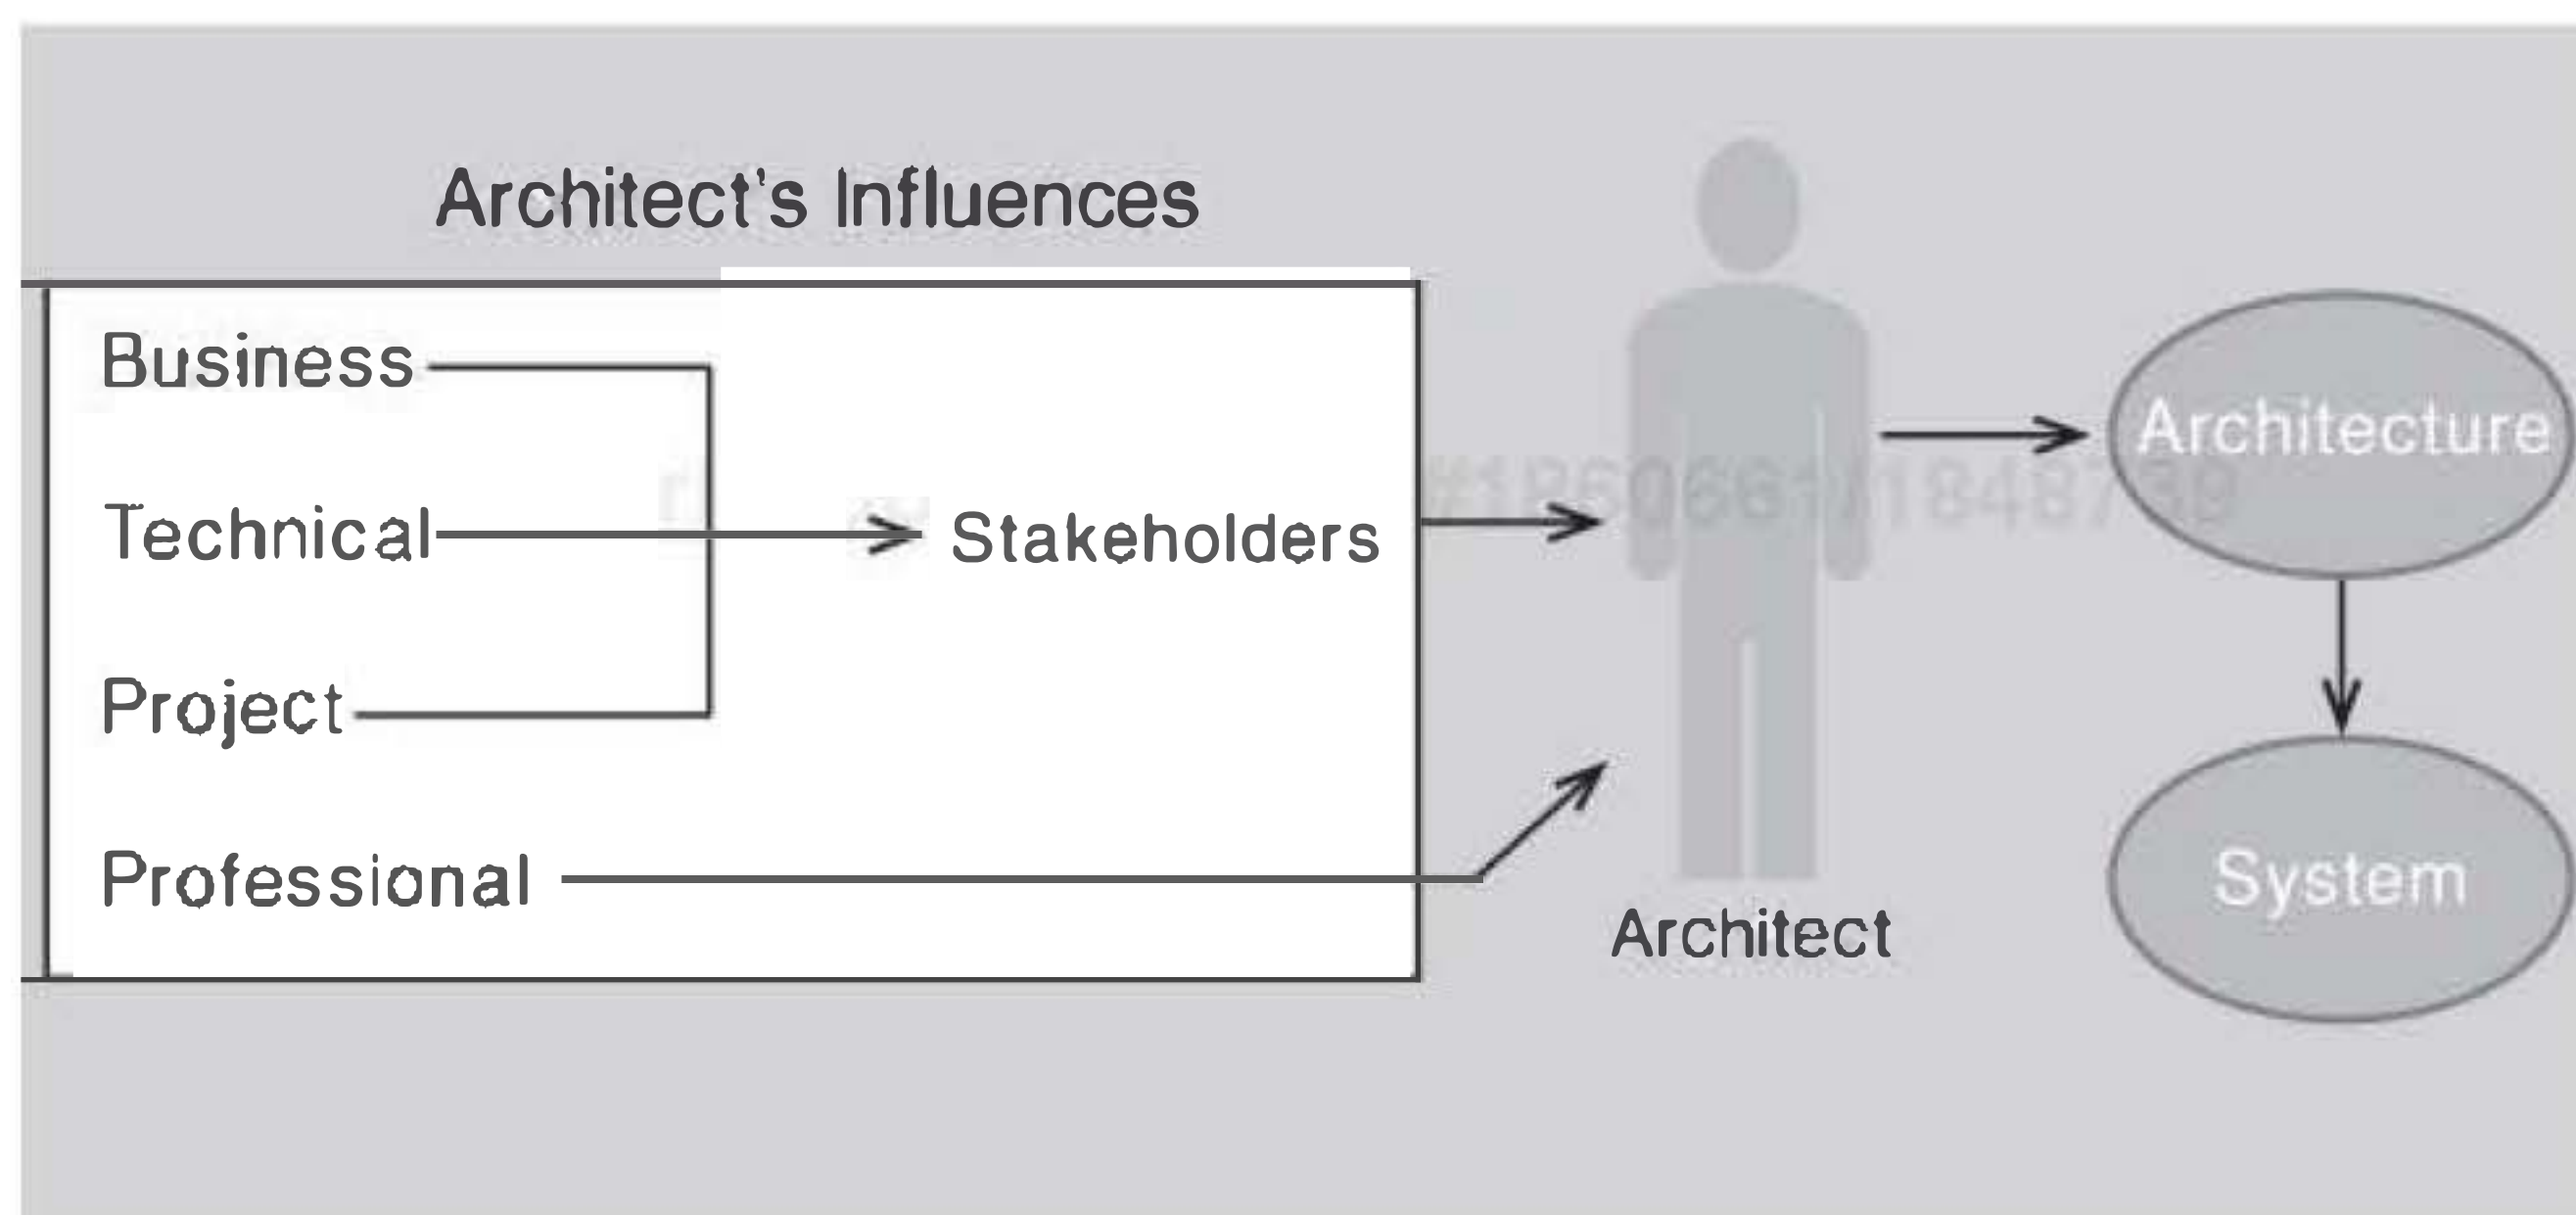 Architect's Influences
Business
Technical
Stakeholders
Project
Professional
Architect
Architecture
System